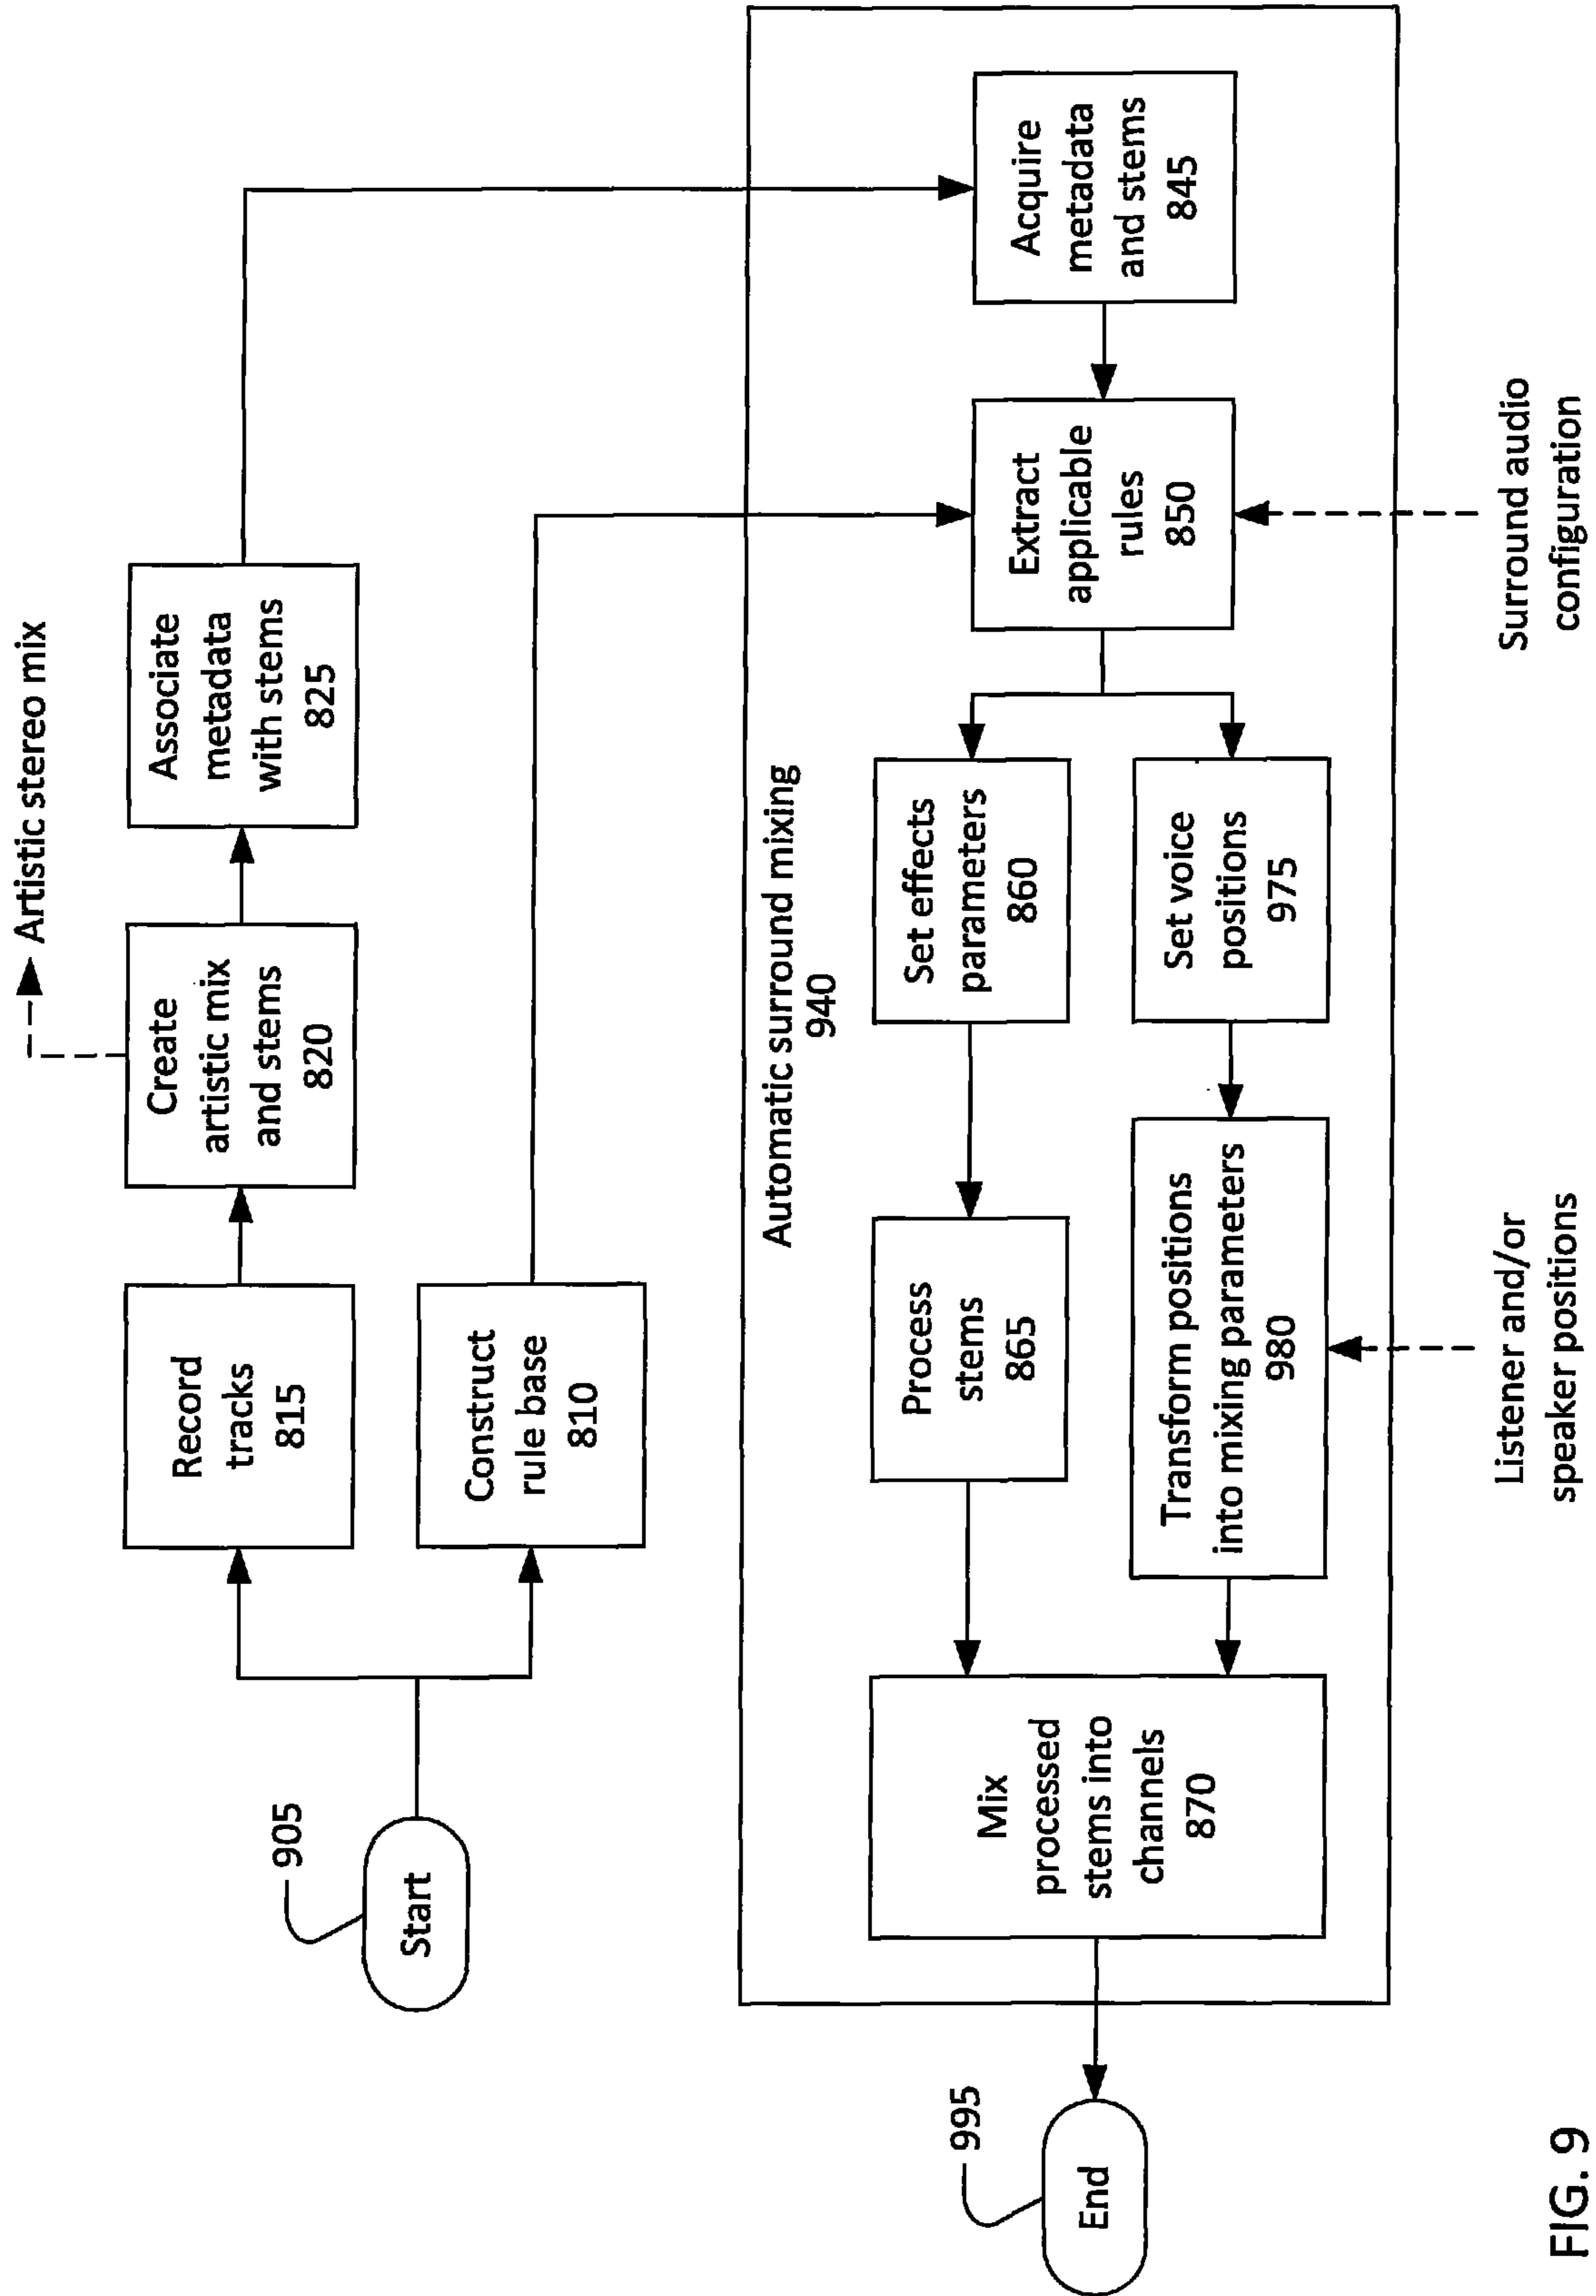 Artistic stereo mix
Record
tracks
815
Create
artistic mix
and stems
820
Associate
metadata
with stems
825
905
Start
Construct
rule base
810
Automatic surround mixing
940
Mix
processed
stems into
channels
870
Process
stems
865
Set effects
parameters
860
Extract
applicable
rules
850
Acquire
metadata
and stems
845
Transform positions
into mixing parameters
980
Set voice
positions
975
995
End
Listener and/or
speaker positions
Surround audio
configuration
FIG. 9